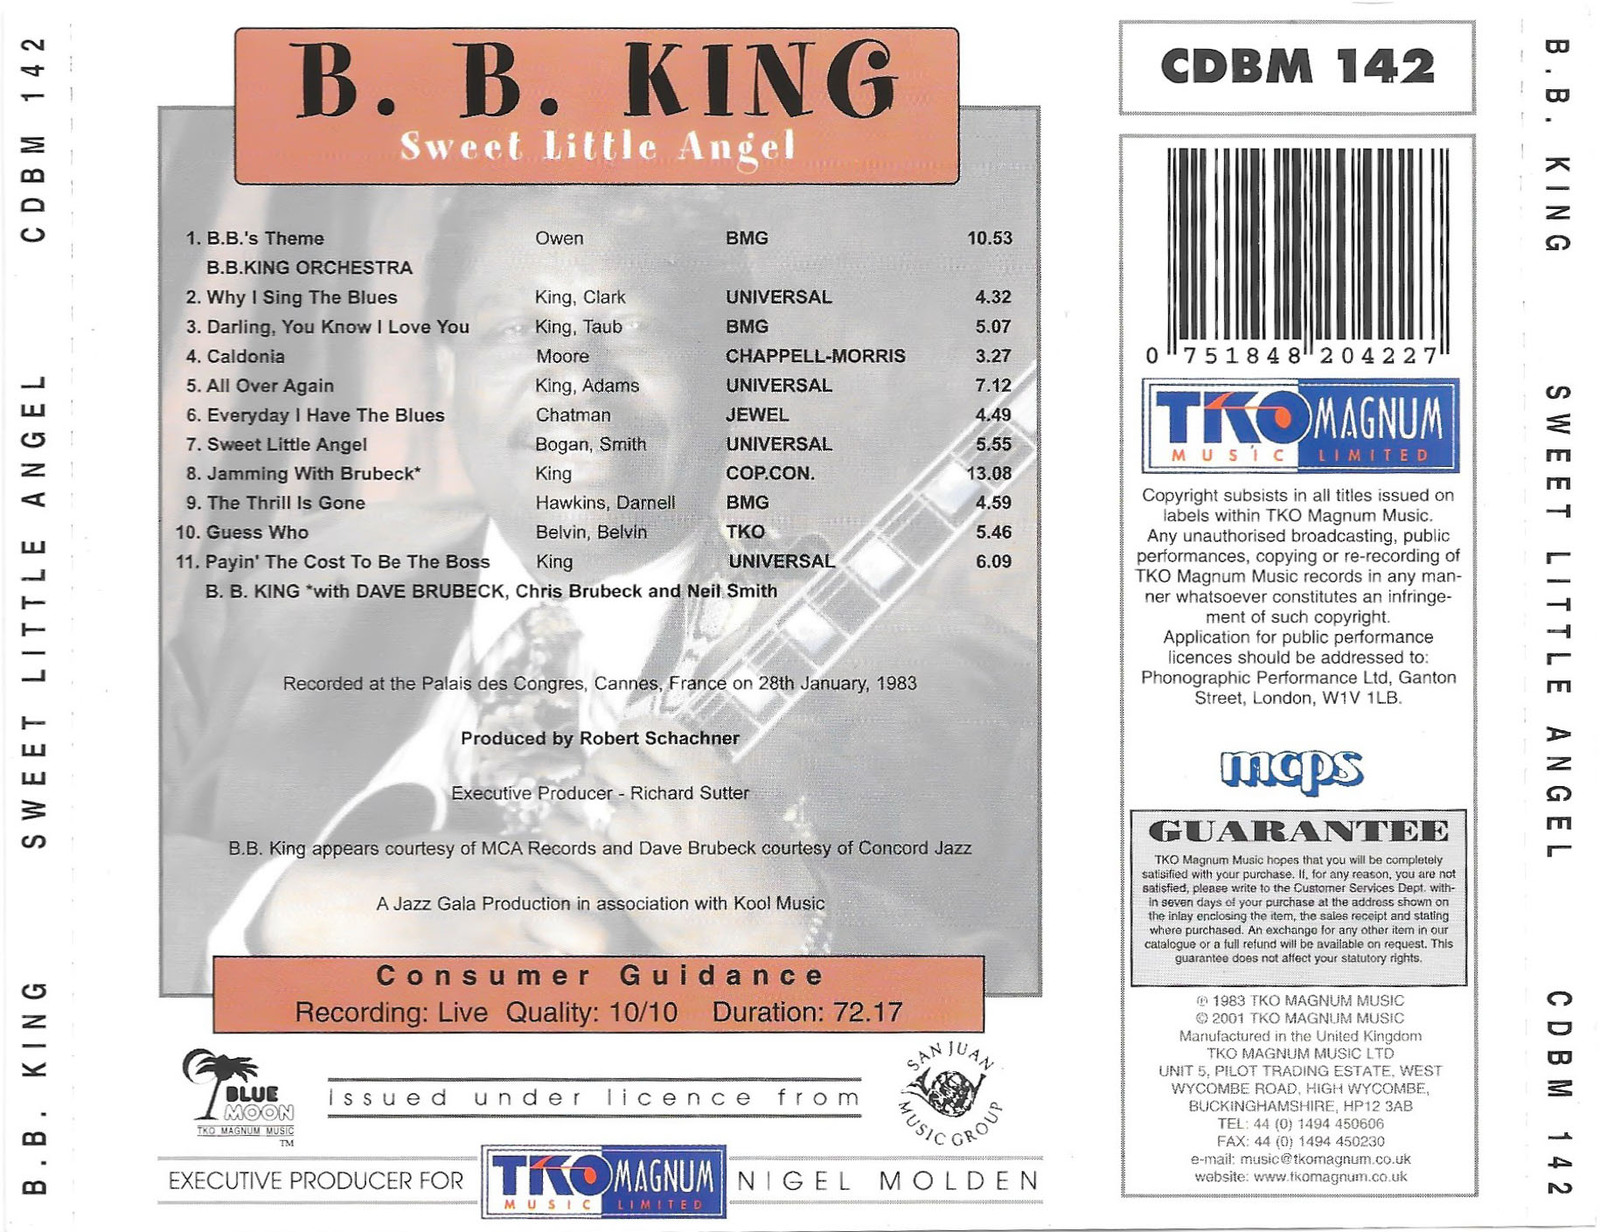 B.B. KING SWEET LITTLE ANGEL CDBM 142
B. B. KING
Sweet Little Angel
1. B.B.'s Theme Owen BMG 10.53
B.B.KING ORCHESTRA
2. Why I Sing The Blues King, Clark UNIVERSAL 4.32
3. Darling, You Know I Love You King, Taub BMG 5.07
4. Caldonia Moore CHAPPELL-MORRIS 3.27
5. All Over Again King, Adams UNIVERSAL 7.12
6. Everyday I Have The Blues Chatman JEWEL 4.49
7. Sweet Little Angel Bogan, Smith UNIVERSAL 5.55
8. Jamming With Brubeck* King COP.CON. 13.08
9. The Thrill Is Gone Hawkins, Darnell BMG 4.59
10. Guess Who Belvin, Belvin TKO 5.46
11. Payin' The Cost To Be The Boss King UNIVERSAL 6.09
B. B. KING *with DAVE BRUBECK, Chris Brubeck and Neil Smith
Recorded at the Palais des Congres, Cannes, France on 28th January, 1983
Produced by Robert Schachner
Executive Producer - Richard Sutter
B.B. King appears courtesy of MCA Records and Dave Brubeck courtesy of Concord Jazz
A Jazz Gala Production in association with Kool Music
Consumer Guidance
Recording: Live Quality: 10/10 Duration: 72.17
BLUE
MOON
TKO MAGNUM MUSIC
TM
Issued under licence from
SAN JUAN
MUSIC GROUP
EXECUTIVE PRODUCER FOR TKO MAGNUM NIGEL MOLDEN
MUSIC LIMITED
CDBM 142
0 751848 204227
TKO MAGNUM
MUSIC LIMITED
Copyright subsists in all titles issued on
labels within TKO Magnum Music.
Any unauthorised broadcasting, public
performances, copying or re-recording of
TKO Magnum Music records in any man-
ner whatsoever constitutes an infringe-
ment of such copyright.
Application for public performance
licences should be addressed to:
Phonographic Performance Ltd, Ganton
Street, London, W1V 1LB.
mcps
GUARANTEE
TKO Magnum Music hopes that you will be completely
satisfied with your purchase. If, for any reason, you are not
satisfied, please write to the Customer Services Dept. with-
in seven days of your purchase at the address shown on
the inlay enclosing the item, the sales receipt and stating
where purchased. An exchange for any other item in our
catalogue or a full refund will be available on request. This
guarantee does not affect your statutory rights.
℗ 1983 TKO MAGNUM MUSIC
© 2001 TKO MAGNUM MUSIC
Manufactured in the United Kingdom
TKO MAGNUM MUSIC LTD
UNIT 5, PILOT TRADING ESTATE, WEST
WYCOMBE ROAD, HIGH WYCOMBE,
BUCKINGHAMSHIRE, HP12 3AB
TEL: 44 (0) 1494 450606
FAX: 44 (0) 1494 450230
e-mail: music@tkomagnum.co.uk
website: www.tkomagnum.co.uk
B.B. KING SWEET LITTLE ANGEL CDBM 142